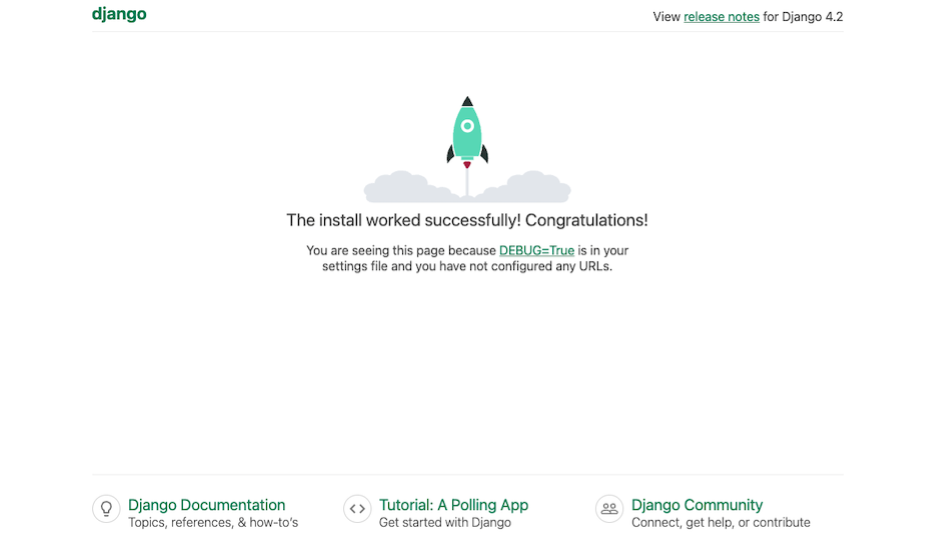 django
View release notes for Django 4.2
The install worked successfully! Congratulations!
You are seeing this page because DEBUG=True is in your
settings file and you have not configured any URLs.
Django Documentation
Topics, references, & how-to’s
Tutorial: A Polling App
Get started with Django
Django Community
Connect, get help, or contribute